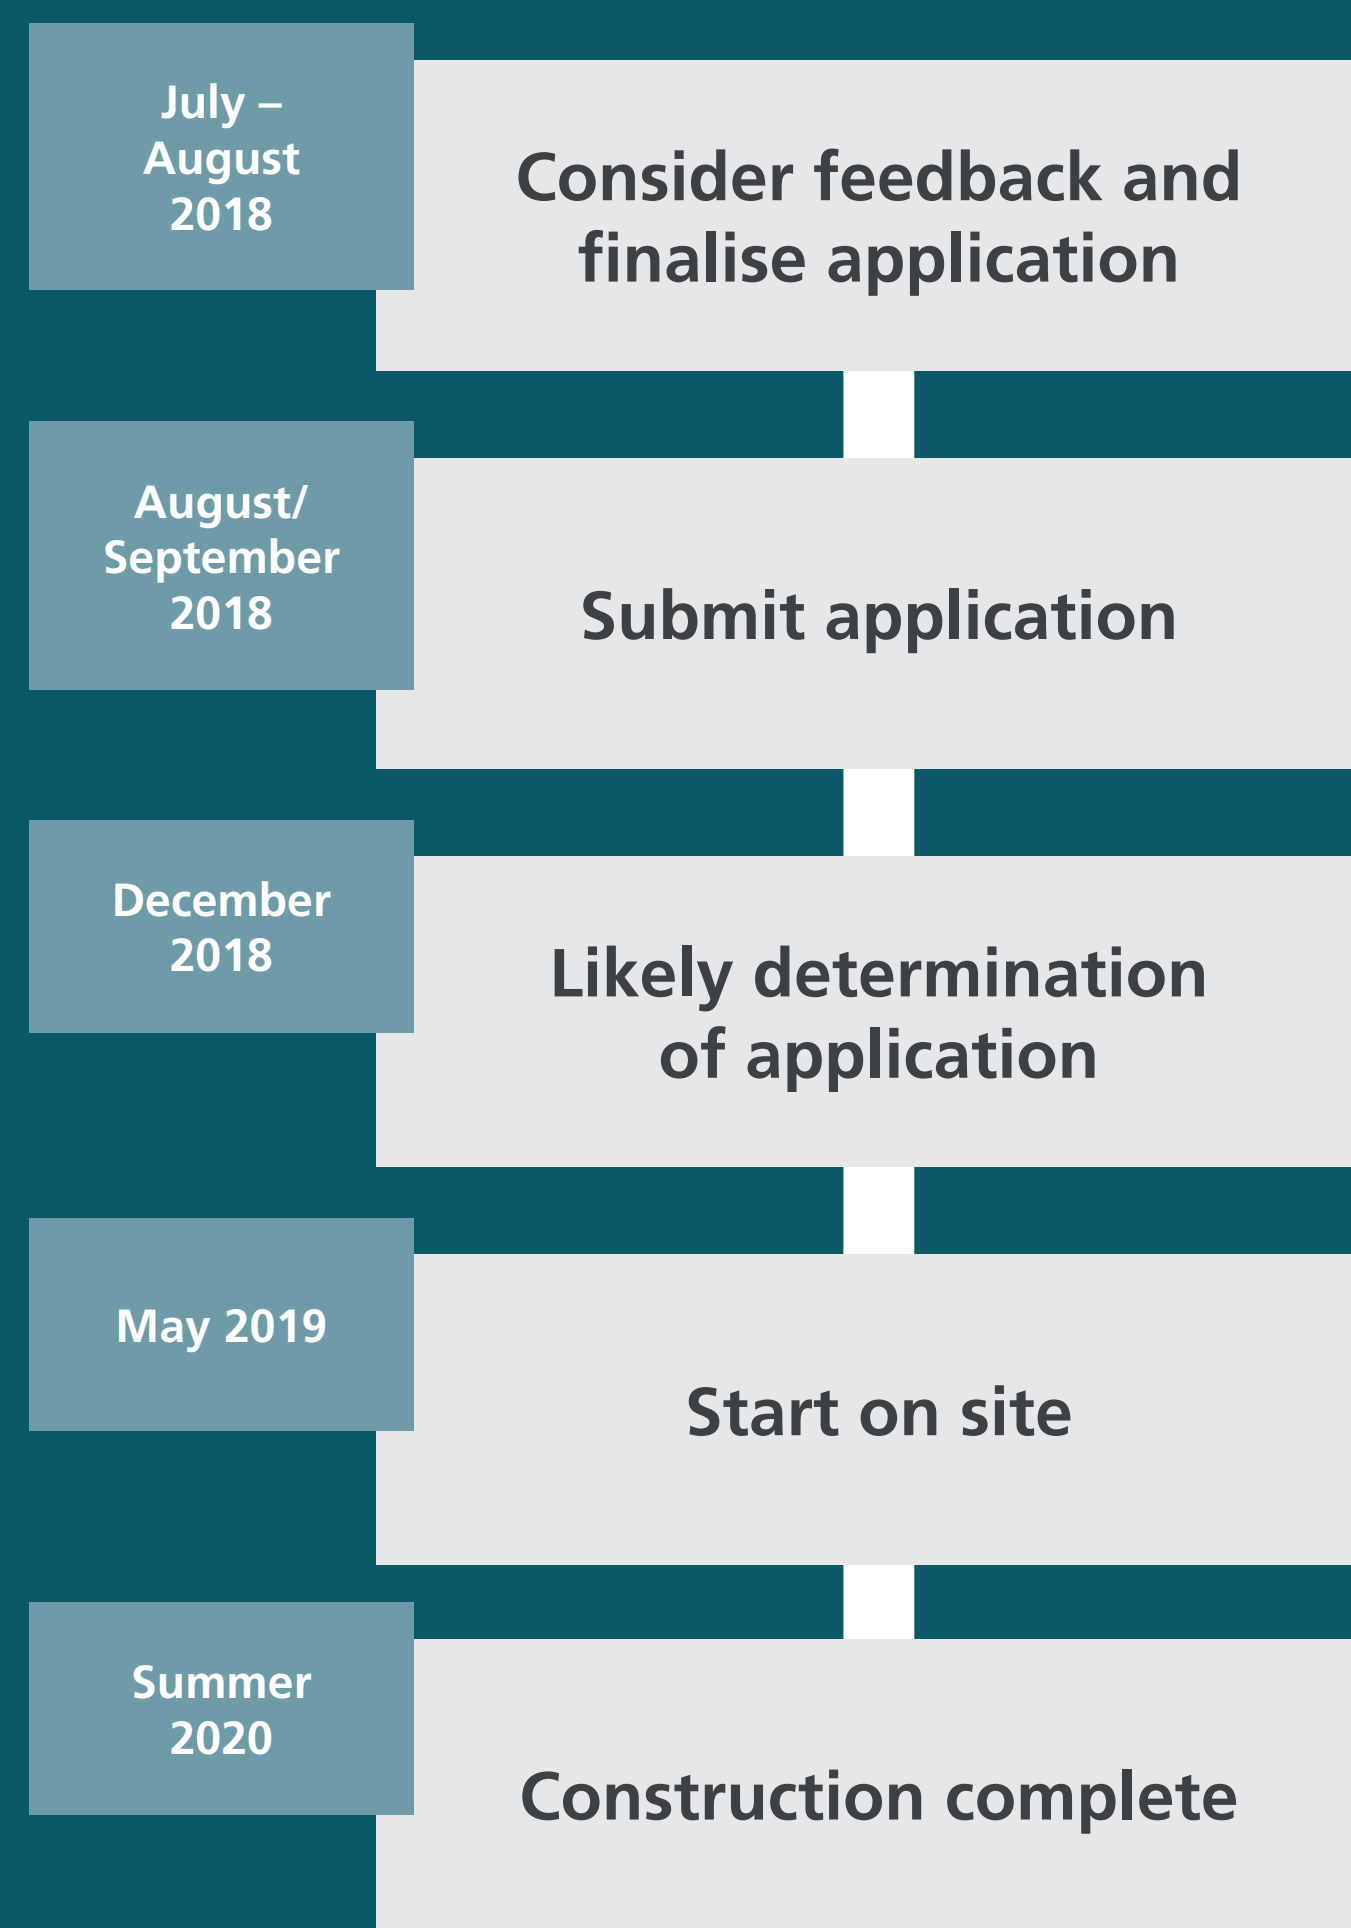 July –
August
2018
Consider feedback and
finalise application
August/
September
2018
Submit application
December
2018
Likely determination
of application
May 2019
Start on site
Summer
2020
Construction complete